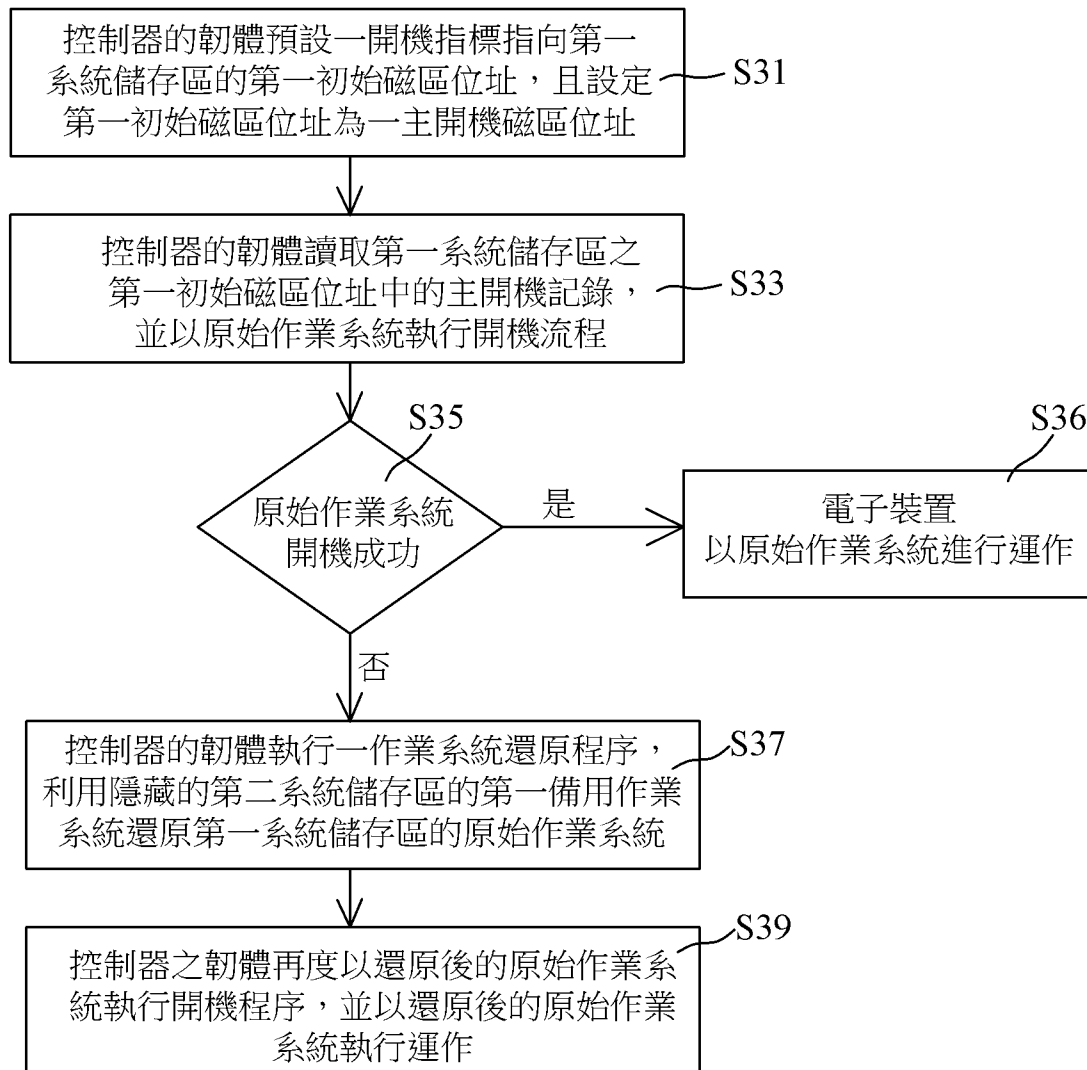 控制器的韌體預設一開機指標指向第一
系統儲存區的第一初始磁區位址，且設定
第一初始磁區位址為一主開機磁區位址
S31
控制器的韌體讀取第一系統儲存區之
第一初始磁區位址中的主開機記錄，
並以原始作業系統執行開機流程
S33
S35
原始作業系統
開機成功
是
S36
電子裝置
以原始作業系統進行運作
否
控制器的韌體執行一作業系統還原程序，
利用隱藏的第二系統儲存區的第一備用作業
系統還原第一系統儲存區的原始作業系統
S37
控制器之韌體再度以還原後的原始作業系
統執行開機程序，並以還原後的原始作業
系統執行運作
S39